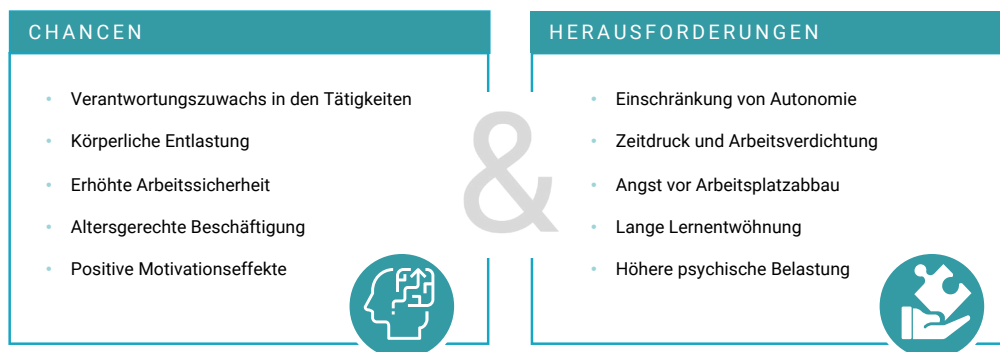 CHANCEN
• Verantwortungszuwachs in den Tätigkeiten
• Körperliche Entlastung
• Erhöhte Arbeitssicherheit
• Altersgerechte Beschäftigung
• Positive Motivationseffekte
&
HERAUSFORDERUNGEN
• Einschränkung von Autonomie
• Zeitdruck und Arbeitsverdichtung
• Angst vor Arbeitsplatzabbau
• Lange Lernentwöhnung
• Höhere psychische Belastung